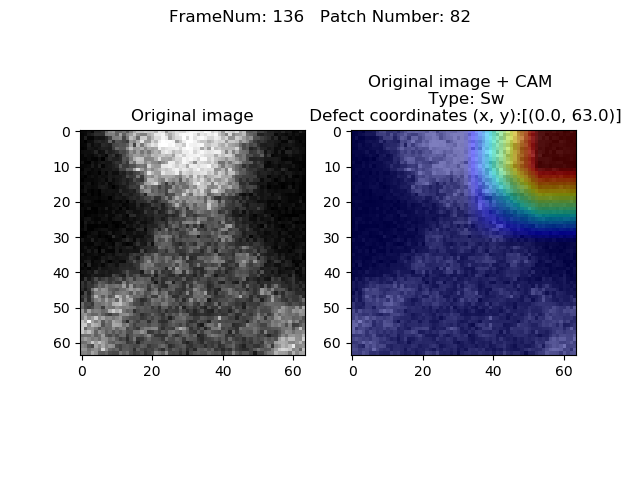 FrameNum: 136   Patch Number: 82
Original image
0
10
20
30
40
50
60
0 20 40 60
Original image + CAM
Type: Sw
Defect coordinates (x, y):[(0.0, 63.0)]
0
10
20
30
40
50
60
0 20 40 60